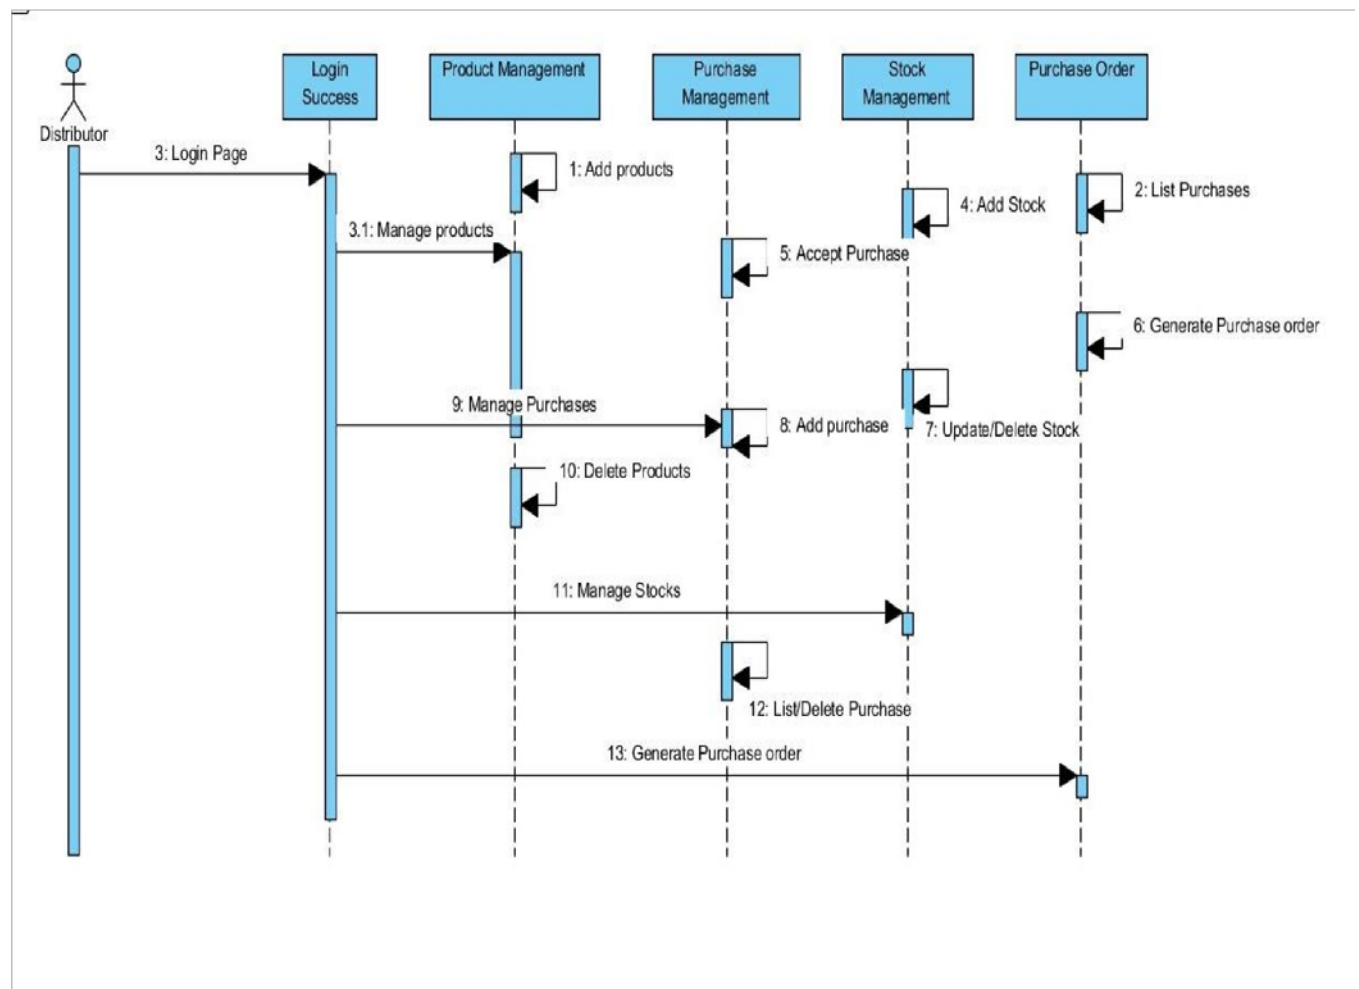 Login
Success
Product Management
Purchase
Management
Stock
Management
Purchase Order
Distributor
3: Login Page
1: Add products
2: List Purchases
4: Add Stock
3.1: Manage products
5: Accept Purchase
6: Generate Purchase order
9: Manage Purchases
8: Add purchase
7: Update/Delete Stock
10: Delete Products
11: Manage Stocks
12: List/Delete Purchase
13: Generate Purchase order